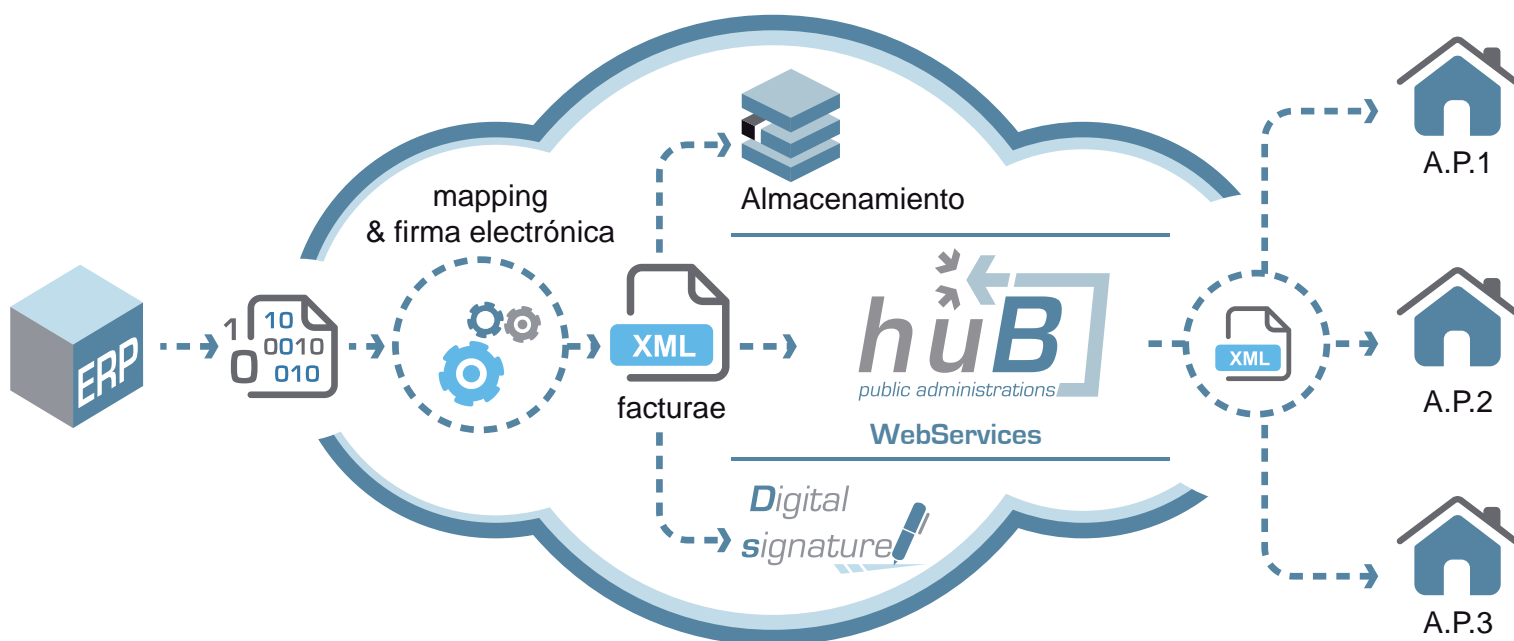 ERP
1
0
10
0010
010
mapping
& firma electrónica
XML
facturae
Almacenamiento
huB
public administrations
WebServices
Digital
signature
XML
A.P.1
A.P.2
A.P.3